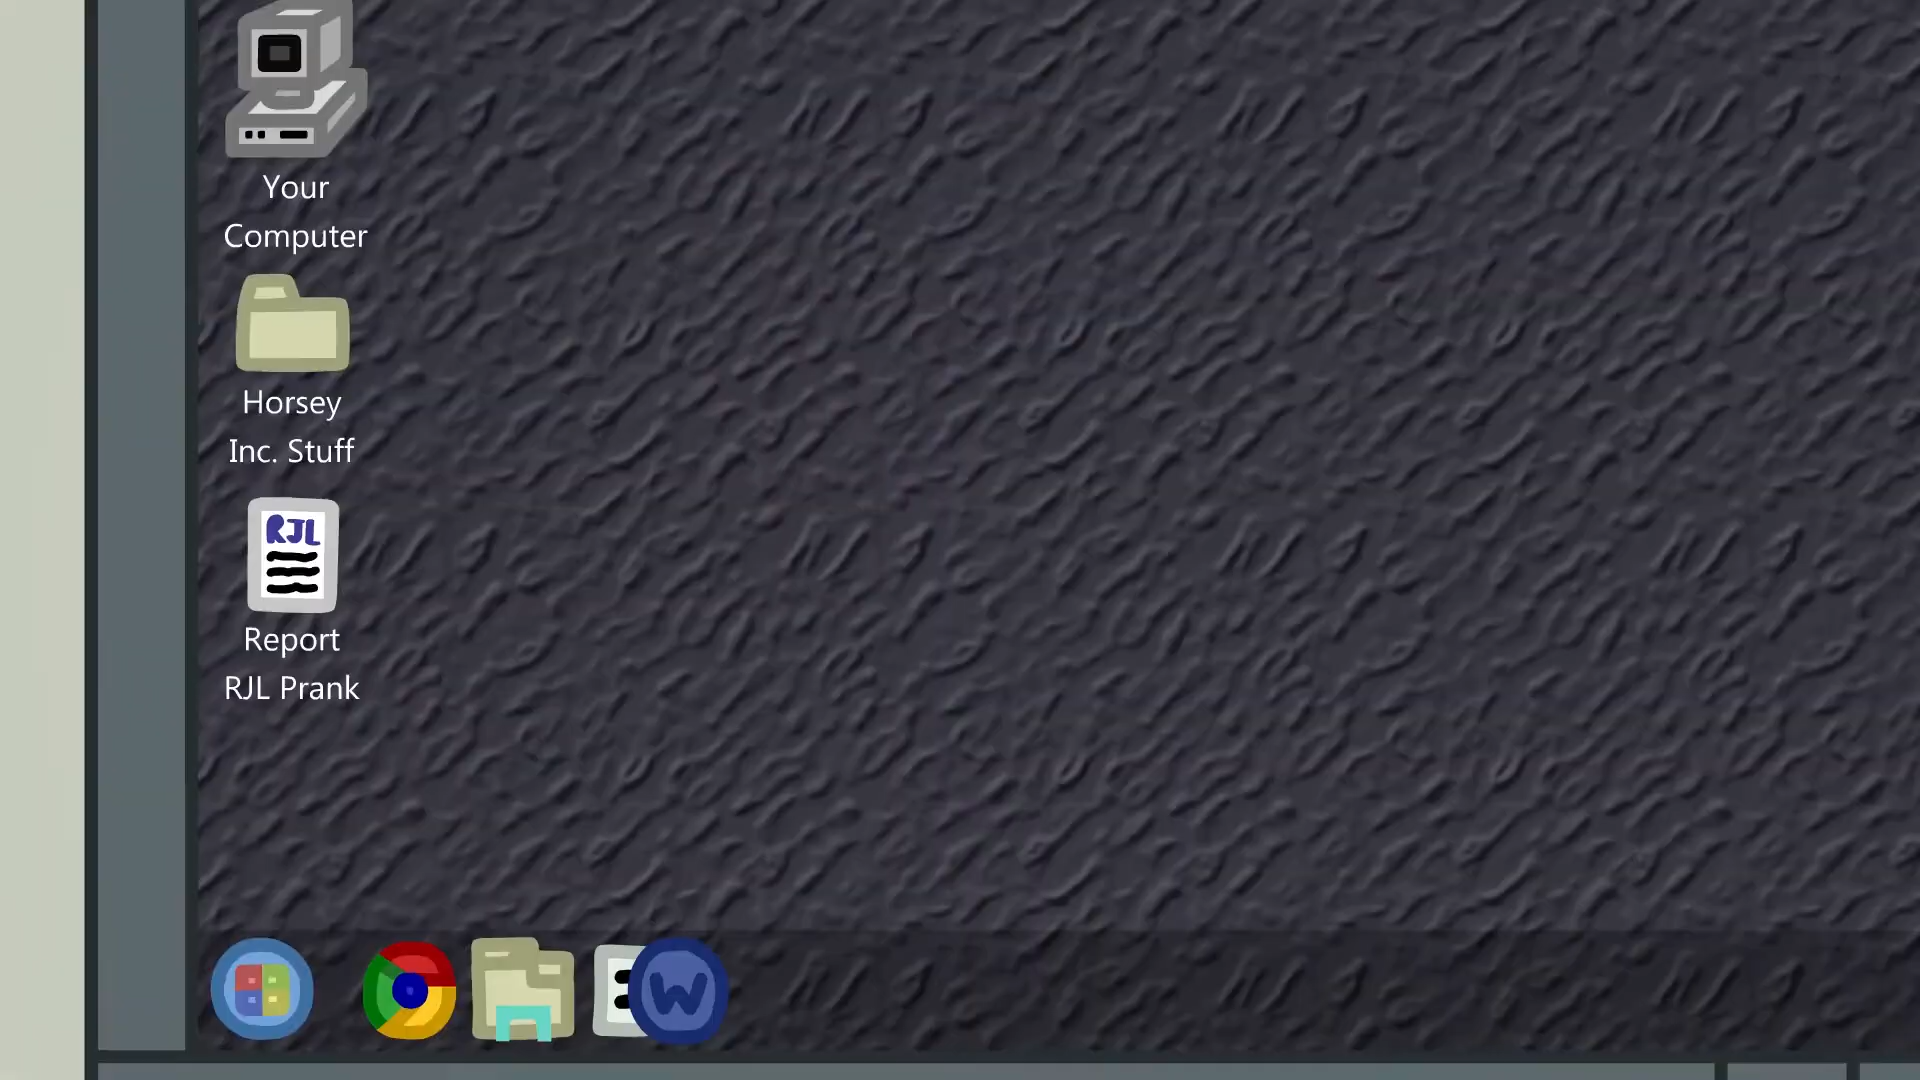 Your
Computer
Horsey
Inc. Stuff
RJL
Report
RJL Prank
W